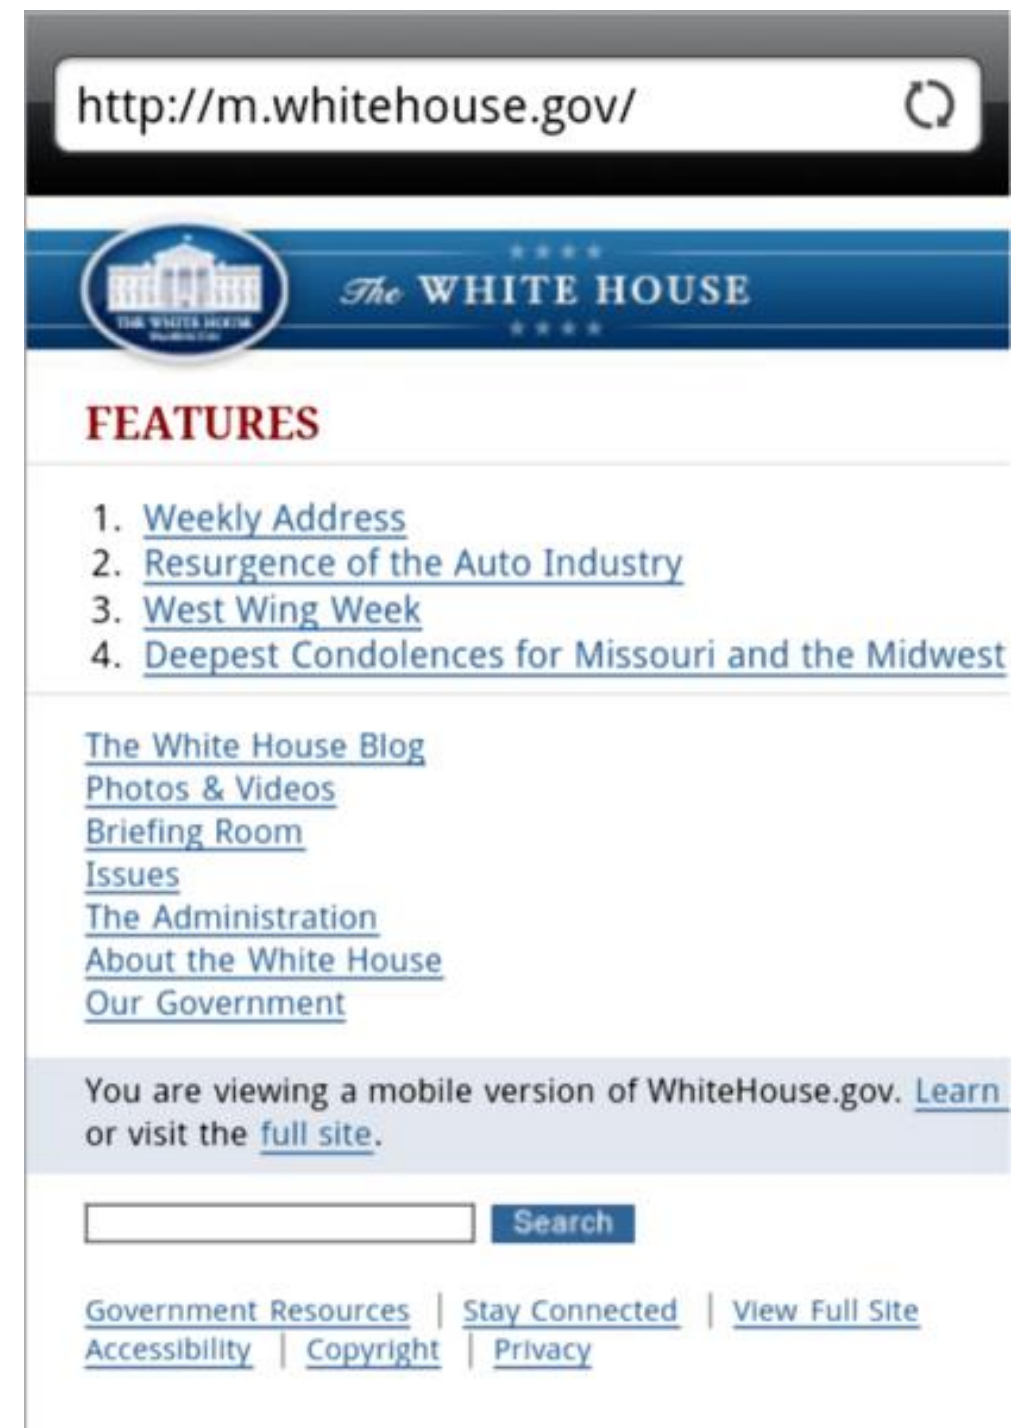 http://m.whitehouse.gov/
The WHITE HOUSE
THE WHITE HOUSE
FEATURES
1. Weekly Address
2. Resurgence of the Auto Industry
3. West Wing Week
4. Deepest Condolences for Missouri and the Midwest
The White House Blog
Photos & Videos
Briefing Room
Issues
The Administration
About the White House
Our Government
You are viewing a mobile version of WhiteHouse.gov. Learn
or visit the full site.
Search
Government Resources | Stay Connected | View Full Site
Accessibility | Copyright | Privacy